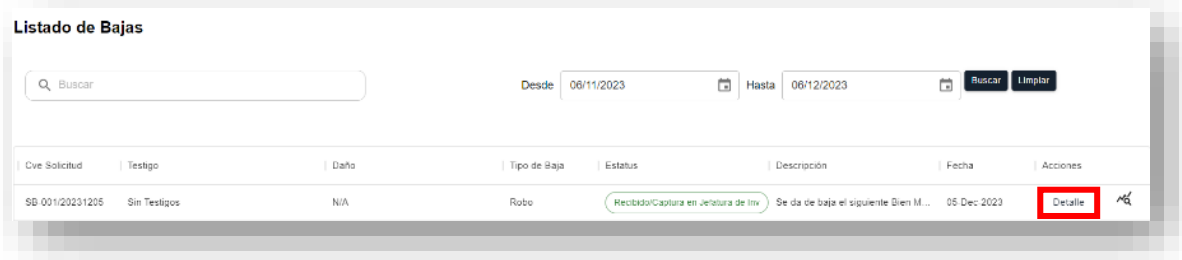 Listado de Bajas
Buscar Desde 06/11/2023 Hasta 06/12/2023 Buscar Limpiar
Cve Solicitud Testigo Daño Tipo de Baja Estatus Descripción Fecha Acciones
SB-001/20231205 Sin Testigos N/A Robo Recibido/Captura en Jefatura de Inv Se da de baja el siguiente Bien M... 05-Dec 2023 Detalle